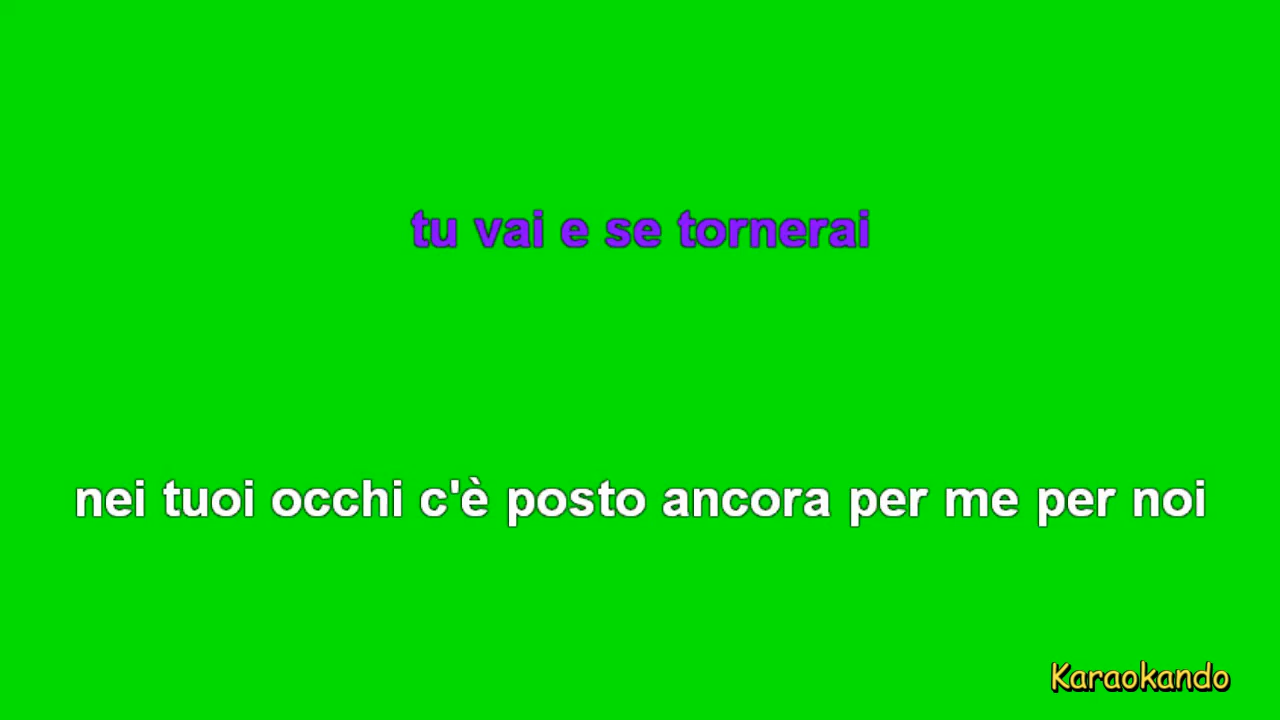 tu vai e se tornerai
nei tuoi occhi c'è posto ancora per me per noi
Karaokando